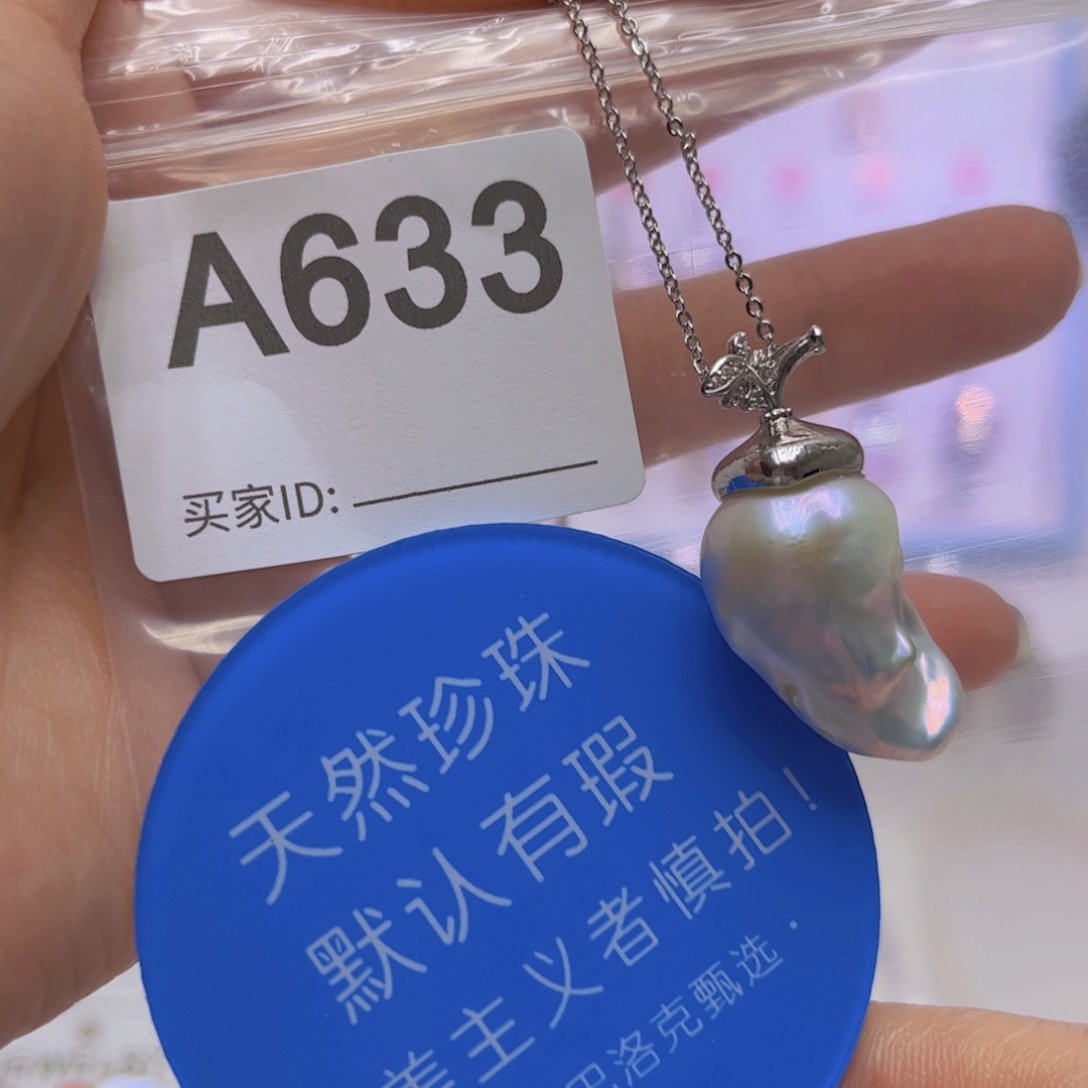 A633
买家ID:
天然珍珠
默认有瑕
美主义者慎拍！
巴洛克甄选·